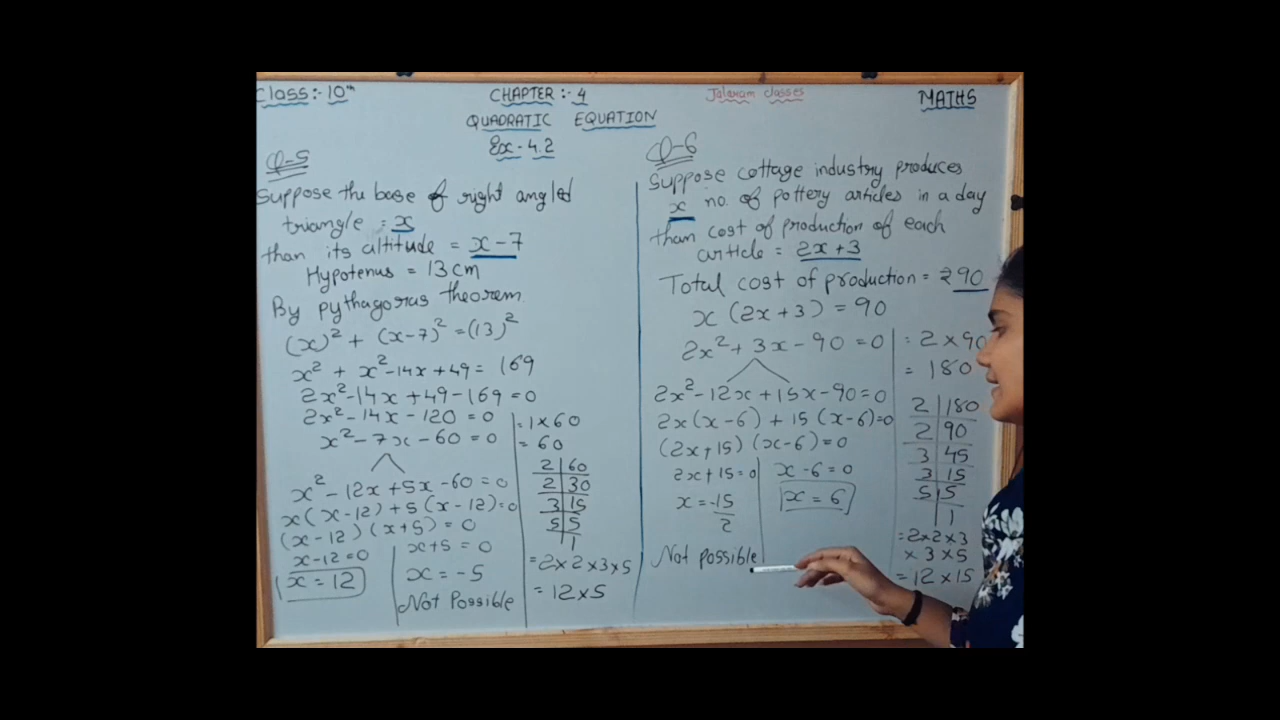 Class:- 10th
CHAPTER :- 4
Jalaram classes
MATHS
QUADRATIC EQUATION
Ex - 4.2
Q-5
Suppose the base of right angled
triangle = x
than its altitude = x - 7
Hypotenus = 13 cm
By pythagorus theorem.
(x)² + (x-7)² = (13)²
x² + x² - 14x + 49 = 169
2x² - 14x + 49 - 169 = 0
2x² - 14x - 120 = 0
x² - 7x - 60 = 0
x² - 12x + 5x - 60 = 0
x(x-12) + 5(x-12) = 0
(x-12) (x+5) = 0
x - 12 = 0
x = 12
x + 5 = 0
x = -5
Not Possible
= 1 x 60
= 60
2 | 60
2 | 30
3 | 15
5 | 5
| 1
= 2 x 2 x 3 x 5
= 12 x 5
Q-6
Suppose cottage industry produces
x no. of pottery articles in a day
than cost of production of each
article = 2x + 3
Total cost of production = ₹90
x (2x + 3) = 90
2x² + 3x - 90 = 0
2x² - 12x + 15x - 90 = 0
2x(x-6) + 15(x-6) = 0
(2x+15) (x-6) = 0
2x + 15 = 0
x = -15/2
Not possible
x - 6 = 0
x = 6
= 2 x 90
= 180
2 | 180
2 | 90
3 | 45
3 | 15
5 | 5
| 1
= 2x2x3
x 3 x 5
= 12 x 15